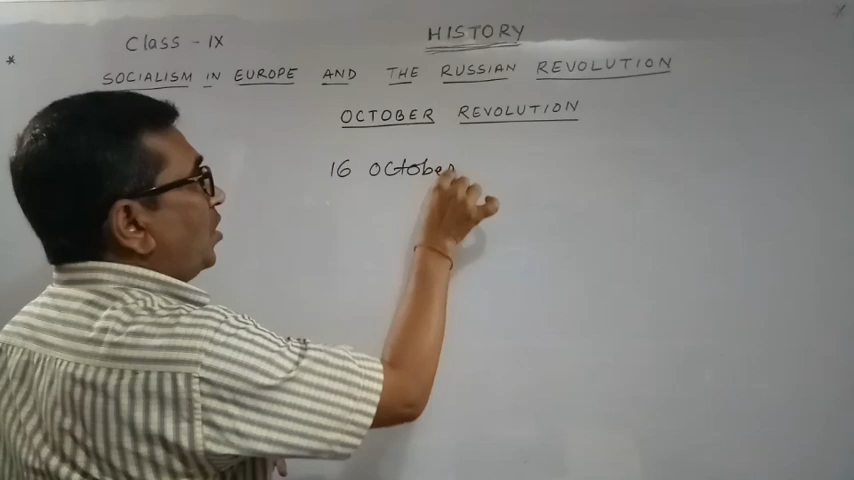 Class - IX
HISTORY
SOCIALISM IN EUROPE AND THE RUSSIAN REVOLUTION
OCTOBER REVOLUTION
16 October